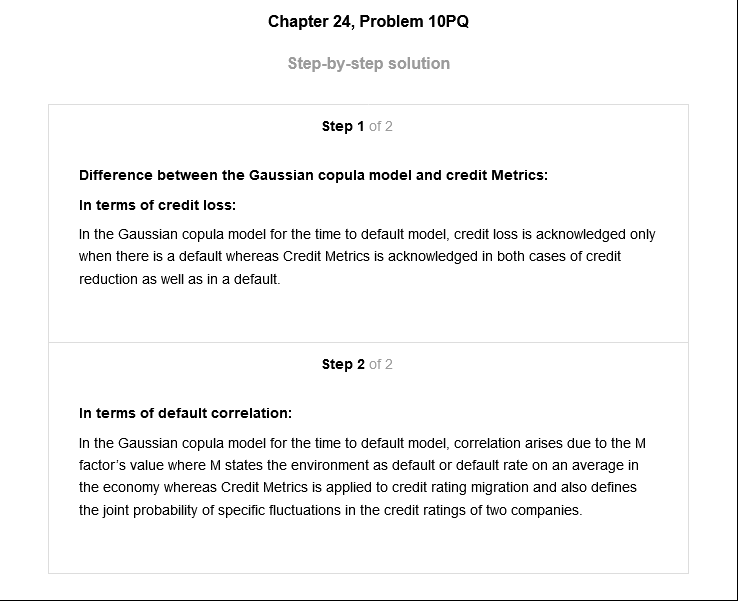 Chapter 24, Problem 10PQ
Step-by-step solution
Step 1 of 2
Difference between the Gaussian copula model and credit Metrics:
In terms of credit loss:
In the Gaussian copula model for the time to default model, credit loss is acknowledged only
when there is a default whereas Credit Metrics is acknowledged in both cases of credit
reduction as well as in a default.
Step 2 of 2
In terms of default correlation:
In the Gaussian copula model for the time to default model, correlation arises due to the M
factor’s value where M states the environment as default or default rate on an average in
the economy whereas Credit Metrics is applied to credit rating migration and also defines
the joint probability of specific fluctuations in the credit ratings of two companies.